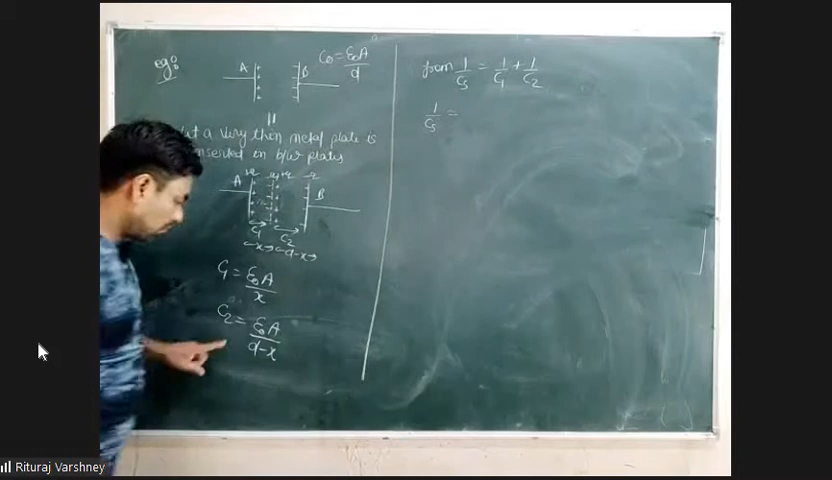 eg:
A
B
C₀ = ε₀A/d
at a very thin metal plate is
inserted in b/w plates
A
+q -q +q -q
B
C₁
C₂
x d-x
C₁ = ε₀A/x
C₂ = ε₀A/d-x
from 1/Cs = 1/C₁ + 1/C₂
1/Cs =
Rituraj Varshney